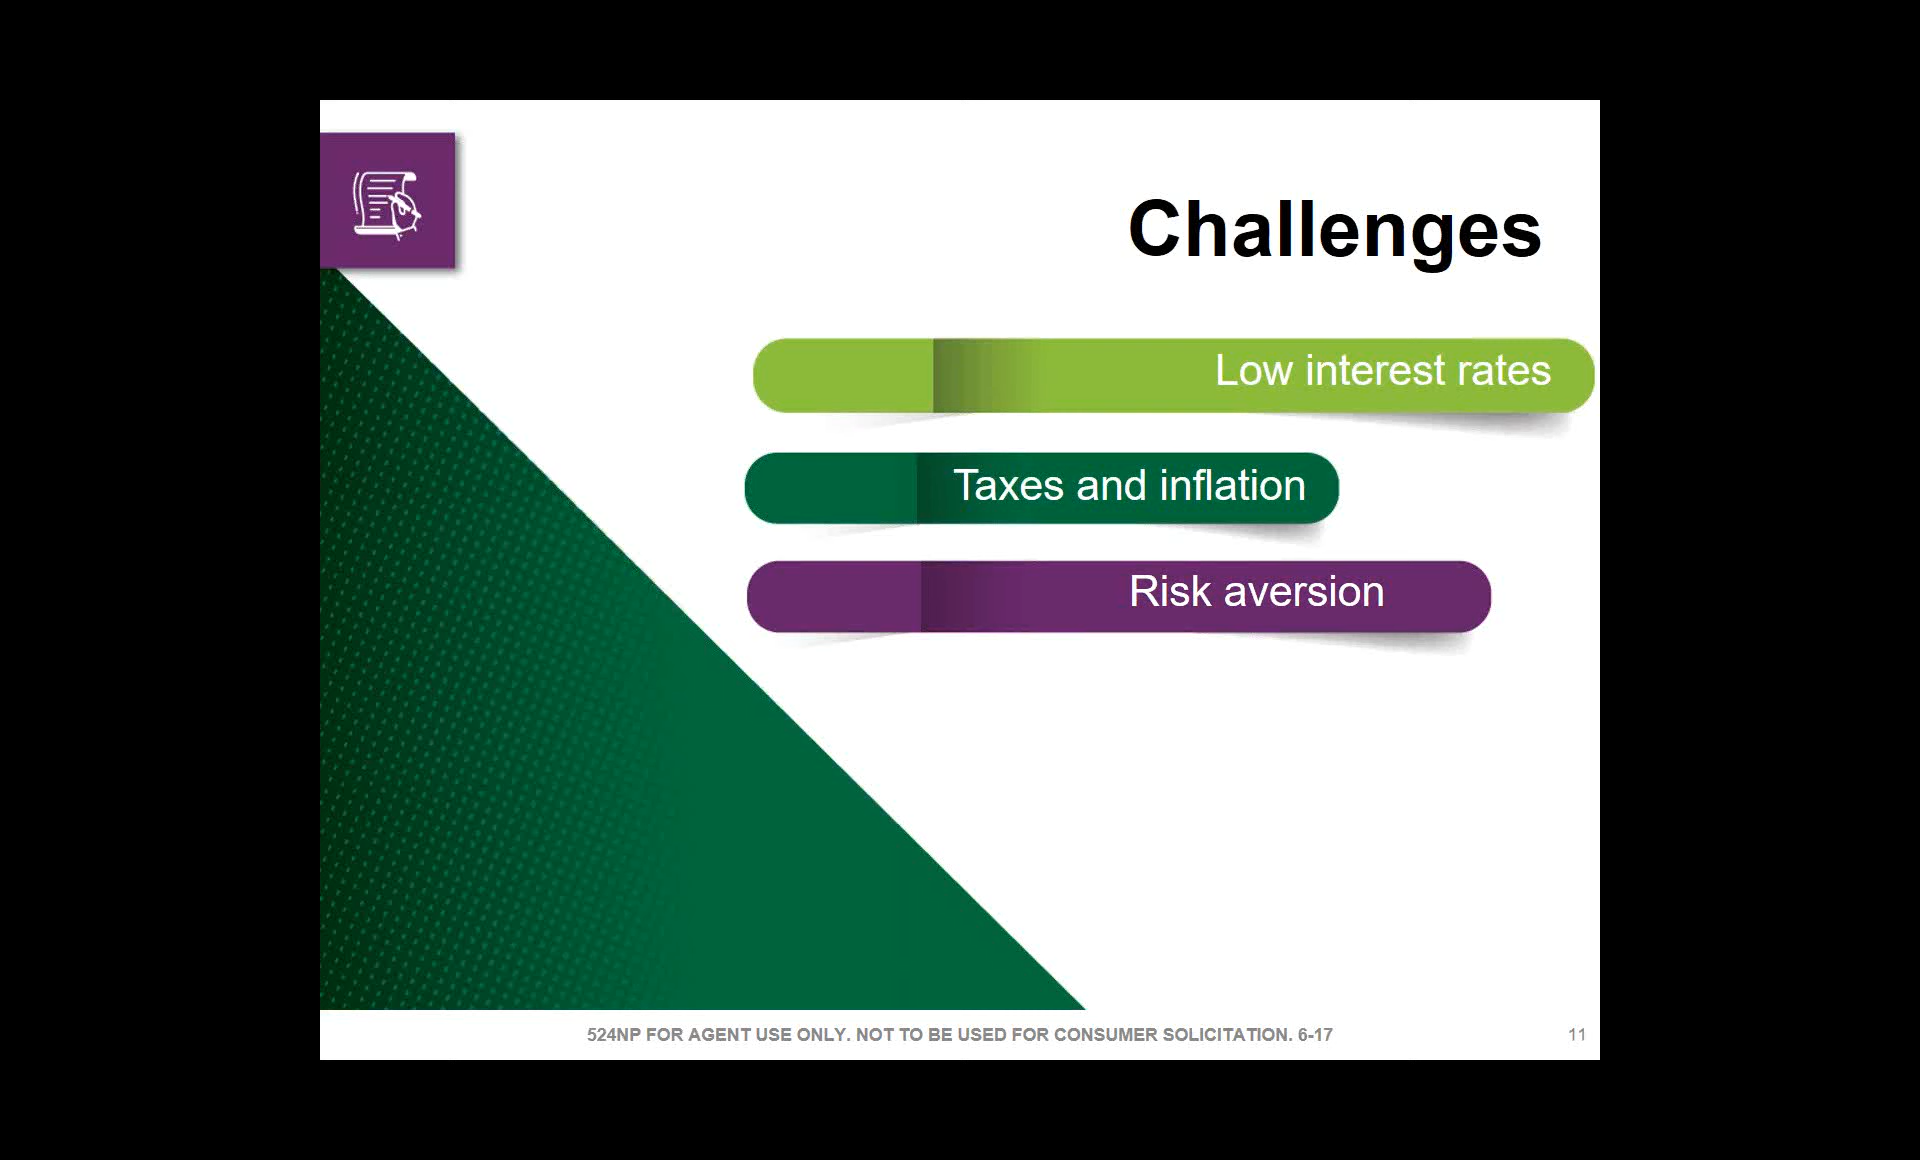 Challenges
Low interest rates
Taxes and inflation
Risk aversion
524NP FOR AGENT USE ONLY. NOT TO BE USED FOR CONSUMER SOLICITATION. 6-17
11